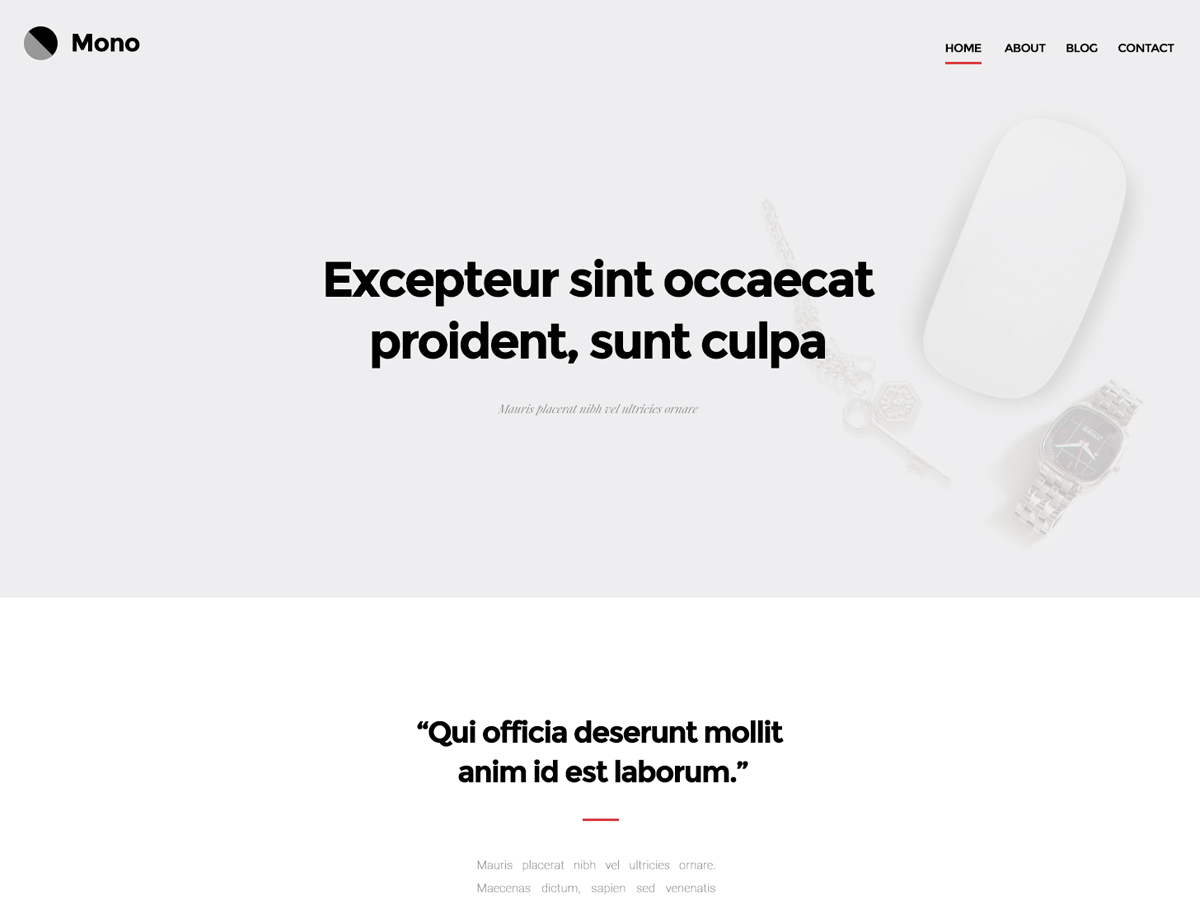 Mono
HOME ABOUT BLOG CONTACT
Excepteur sint occaecat
proident, sunt culpa
Mauris placerat nibh vel ultricies ornare
“Qui officia deserunt mollit
anim id est laborum.”
Mauris placerat nibh vel ultricies ornare.
Maecenas dictum, sapien sed venenatis